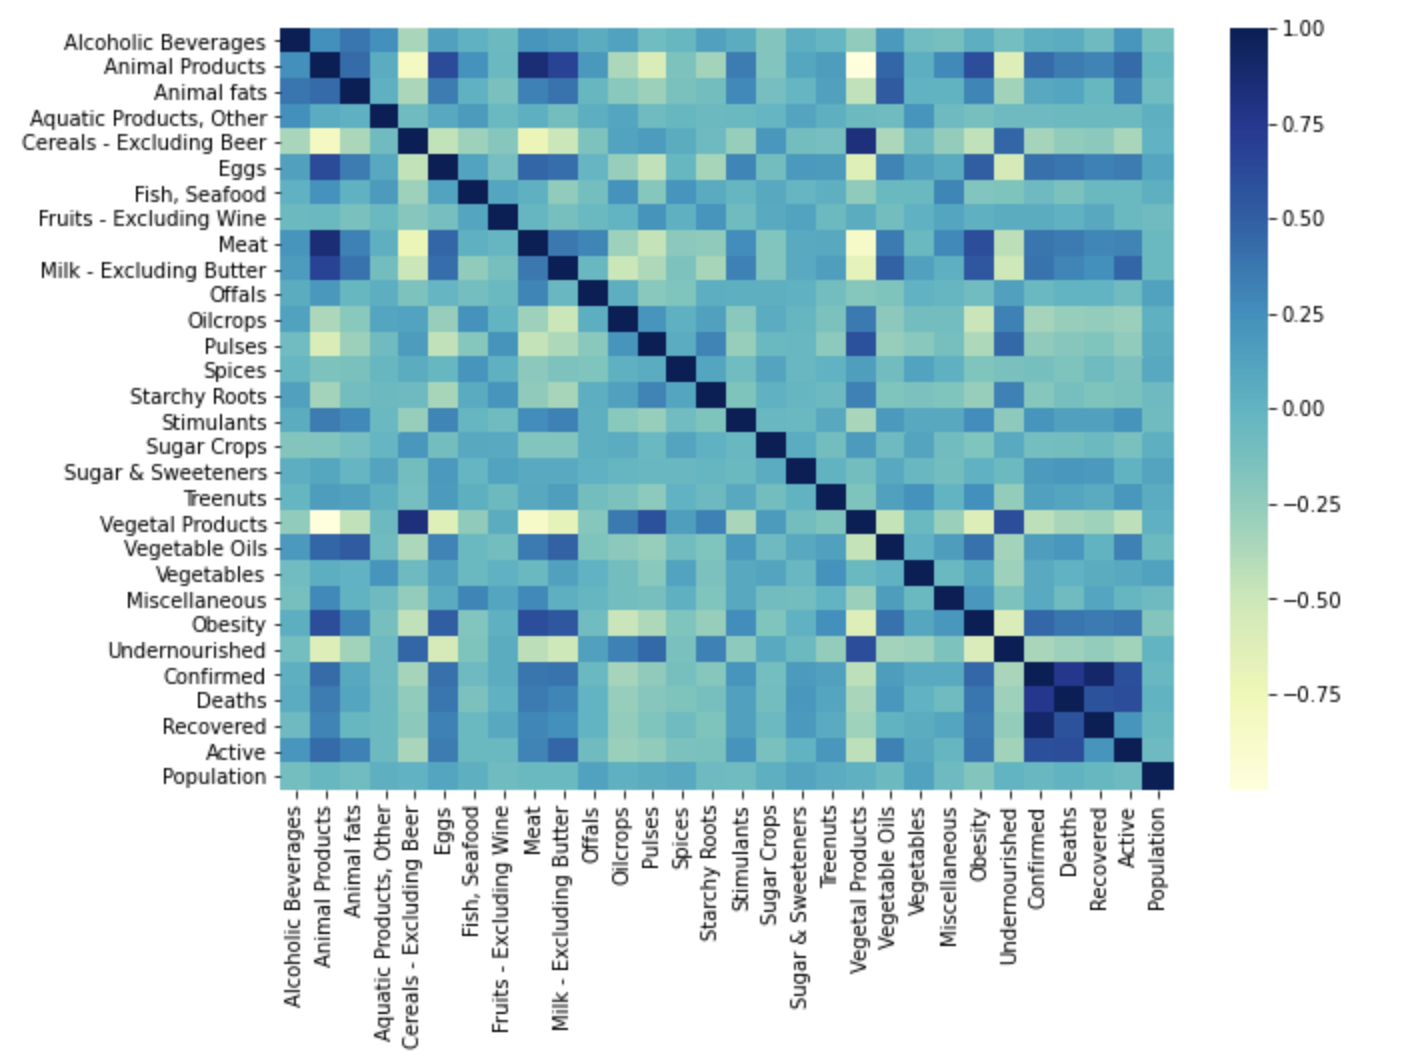 Alcoholic Beverages
Animal Products
Animal fats
Aquatic Products, Other
Cereals - Excluding Beer
Eggs
Fish, Seafood
Fruits - Excluding Wine
Meat
Milk - Excluding Butter
Offals
Oilcrops
Pulses
Spices
Starchy Roots
Stimulants
Sugar Crops
Sugar & Sweeteners
Treenuts
Vegetal Products
Vegetable Oils
Vegetables
Miscellaneous
Obesity
Undernourished
Confirmed
Deaths
Recovered
Active
Population
Alcoholic Beverages
Animal Products
Animal fats
Aquatic Products, Other
Cereals - Excluding Beer
Eggs
Fish, Seafood
Fruits - Excluding Wine
Meat
Milk - Excluding Butter
Offals
Oilcrops
Pulses
Spices
Starchy Roots
Stimulants
Sugar Crops
Sugar & Sweeteners
Treenuts
Vegetal Products
Vegetable Oils
Vegetables
Miscellaneous
Obesity
Undernourished
Confirmed
Deaths
Recovered
Active
Population
1.00
0.75
0.50
0.25
0.00
−0.25
−0.50
−0.75